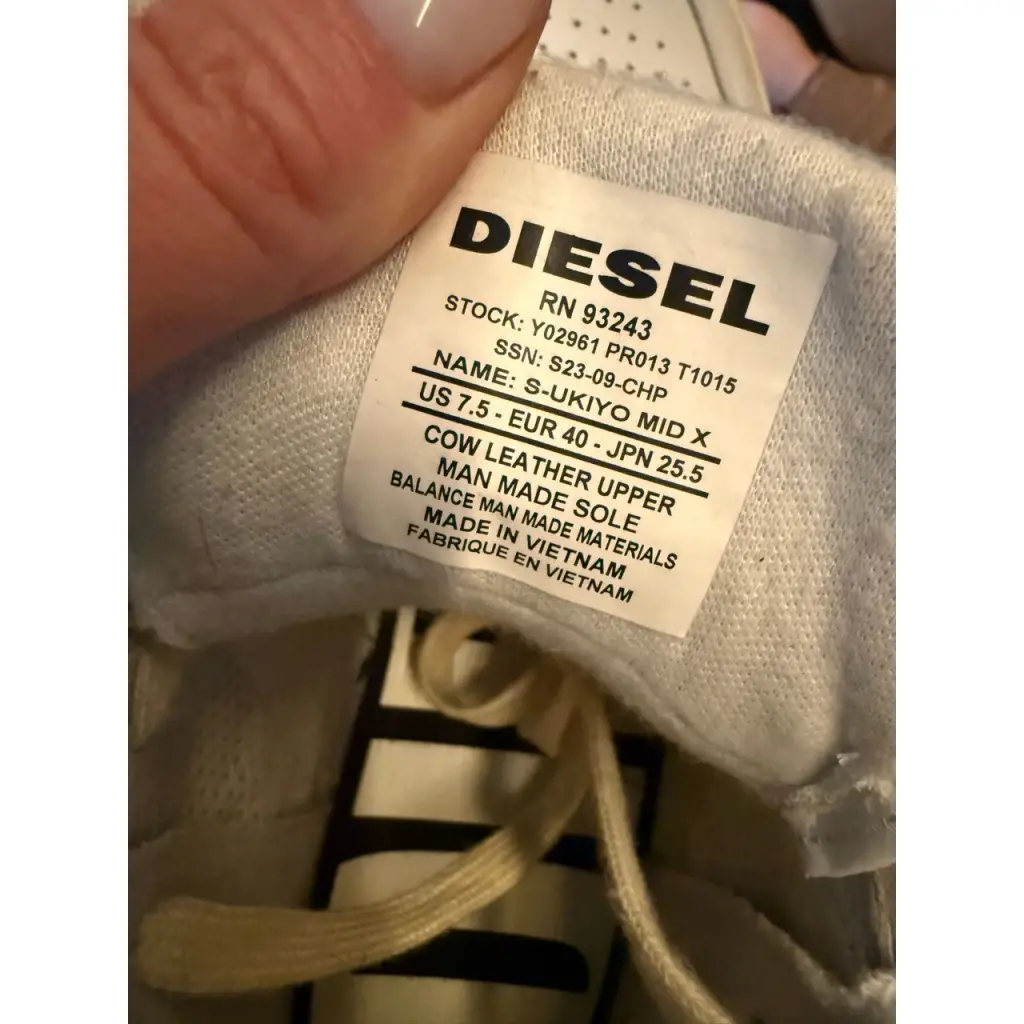 DIESEL
RN 93243
STOCK: Y02961 PR013 T1015
SSN: S23-09-CHP
NAME: S-UKIYO MID X
US 7.5 - EUR 40 - JPN 25.5
COW LEATHER UPPER
MAN MADE SOLE
BALANCE MAN MADE MATERIALS
MADE IN VIETNAM
FABRIQUE EN VIETNAM